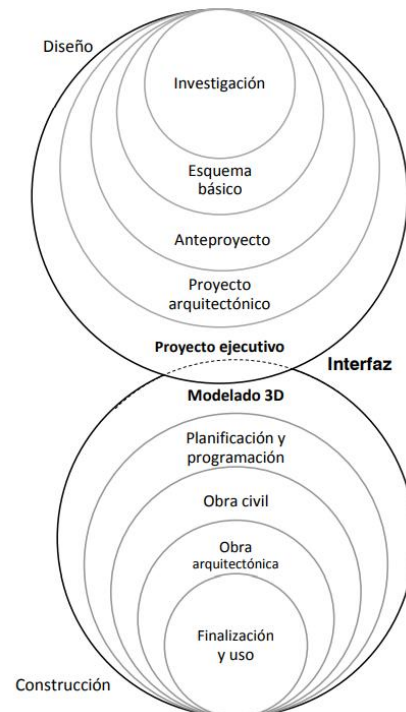 Diseño
Investigación
Esquema
básico
Anteproyecto
Proyecto
arquitectónico
Proyecto ejecutivo
Interfaz
Modelado 3D
Planificación y
programación
Obra civil
Obra
arquitectónica
Finalización
y uso
Construcción